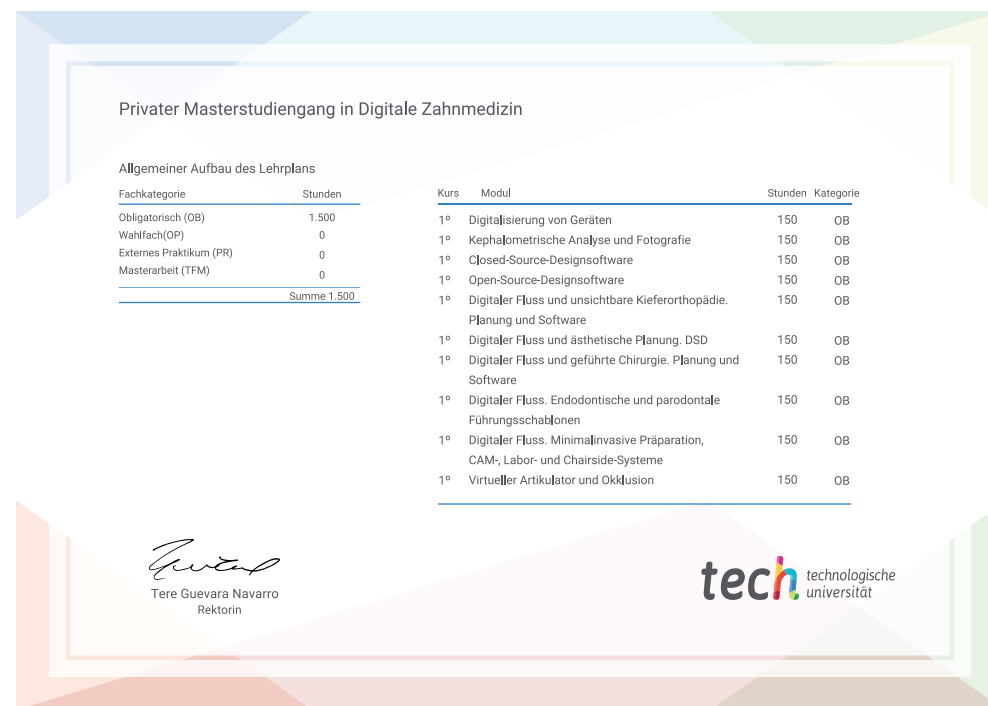 Privater Masterstudiengang in Digitale Zahnmedizin
Allgemeiner Aufbau des Lehrplans
Fachkategorie Stunden
Obligatorisch (OB) 1.500
Wahlfach(OP) 0
Externes Praktikum (PR) 0
Masterarbeit (TFM) 0
Summe 1.500
Kurs Modul Stunden Kategorie
1º Digitalisierung von Geräten 150 OB
1º Kephalometrische Analyse und Fotografie 150 OB
1º Closed-Source-Designsoftware 150 OB
1º Open-Source-Designsoftware 150 OB
1º Digitaler Fluss und unsichtbare Kieferorthopädie. 150 OB
Planung und Software
1º Digitaler Fluss und ästhetische Planung. DSD 150 OB
1º Digitaler Fluss und geführte Chirurgie. Planung und 150 OB
Software
1º Digitaler Fluss. Endodontische und parodontale 150 OB
Führungsschablonen
1º Digitaler Fluss. Minimalinvasive Präparation, 150 OB
CAM-, Labor- und Chairside-Systeme
1º Virtueller Artikulator und Okklusion 150 OB
Tere Guevara Navarro
Rektorin
tech technologische
universität